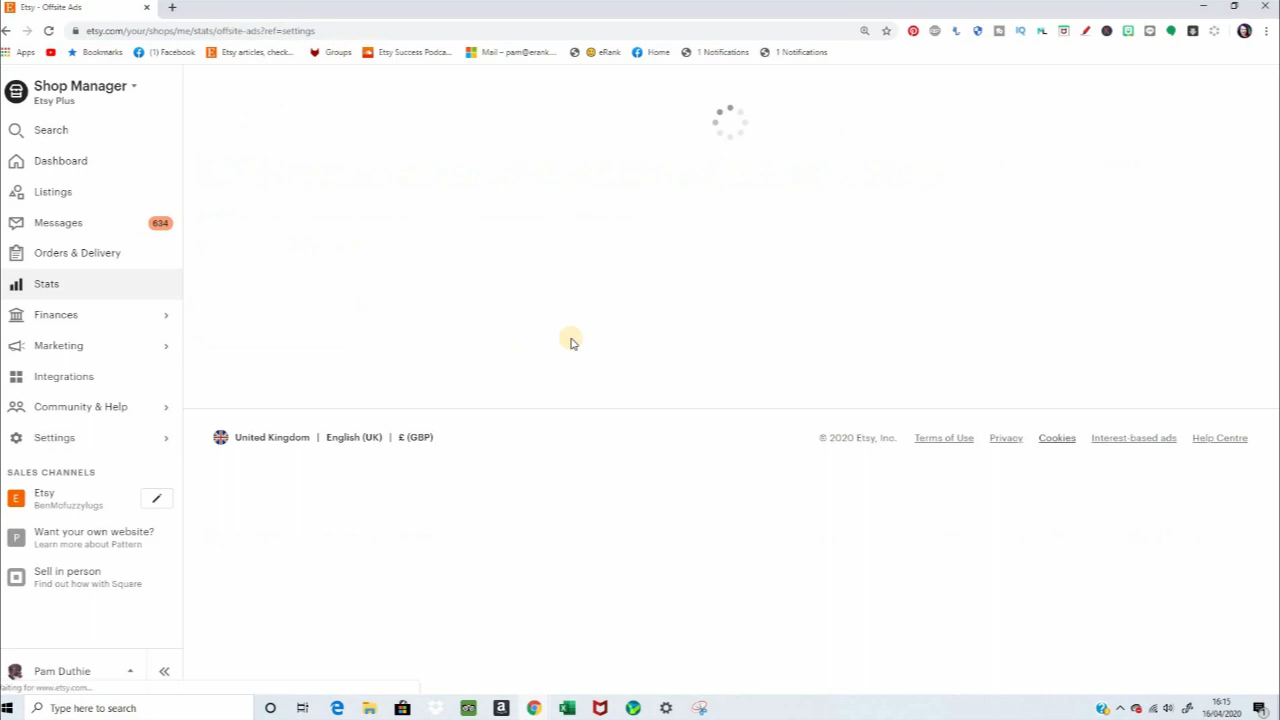 Etsy - Offsite Ads
etsy.com/your/shops/me/stats/offsite-ads?ref=settings
Apps Bookmarks (1) Facebook Etsy articles, check... Groups Etsy Success Podc... Mail – pam@erank... eRank Home 1 Notifications 1 Notifications
Shop Manager
Etsy Plus
Search
Dashboard
Listings
Messages 634
Orders & Delivery
Stats
Finances
Marketing
Integrations
Community & Help
Settings
United Kingdom | English (UK) | £ (GBP)
© 2020 Etsy, Inc. Terms of Use Privacy Cookies Interest-based ads Help Centre
SALES CHANNELS
Etsy
BenMofuzzylugs
Want your own website?
Learn more about Pattern
Sell in person
Find out how with Square
Pam Duthie
for www.etsy.com...
Type here to search
16:15
16/04/2020